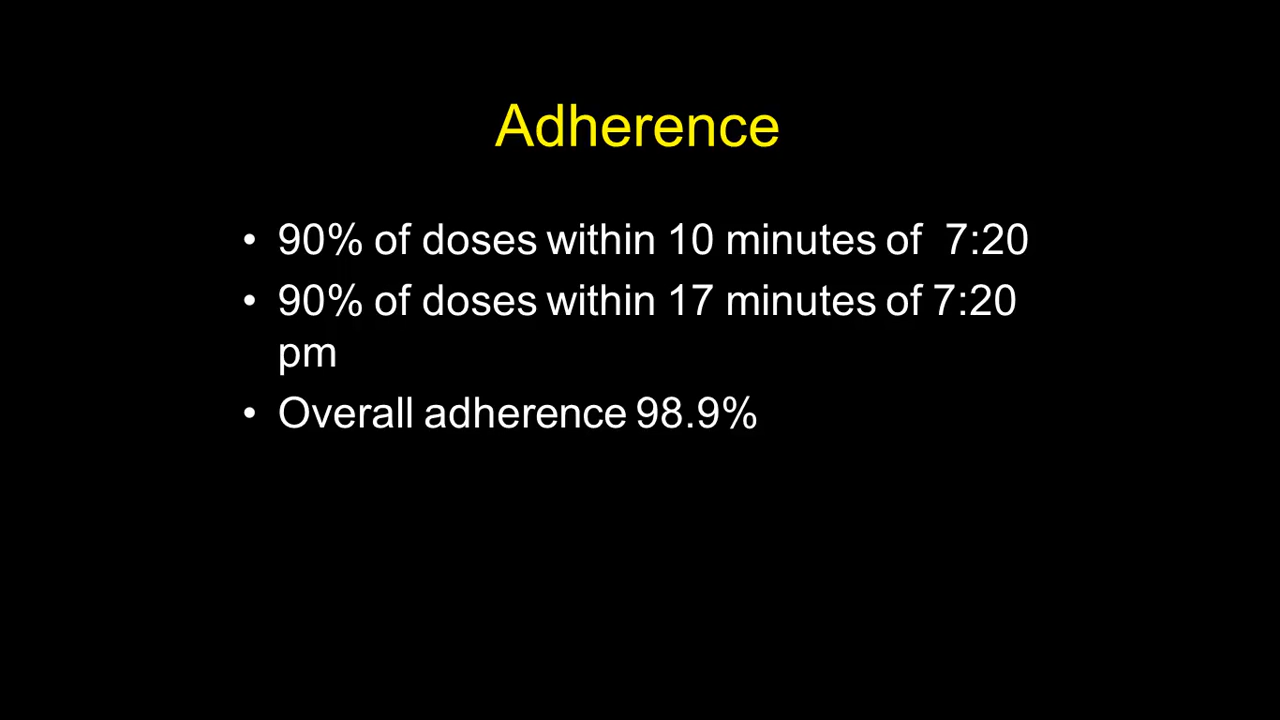 Adherence
• 90% of doses within 10 minutes of  7:20
• 90% of doses within 17 minutes of 7:20
pm
• Overall adherence 98.9%